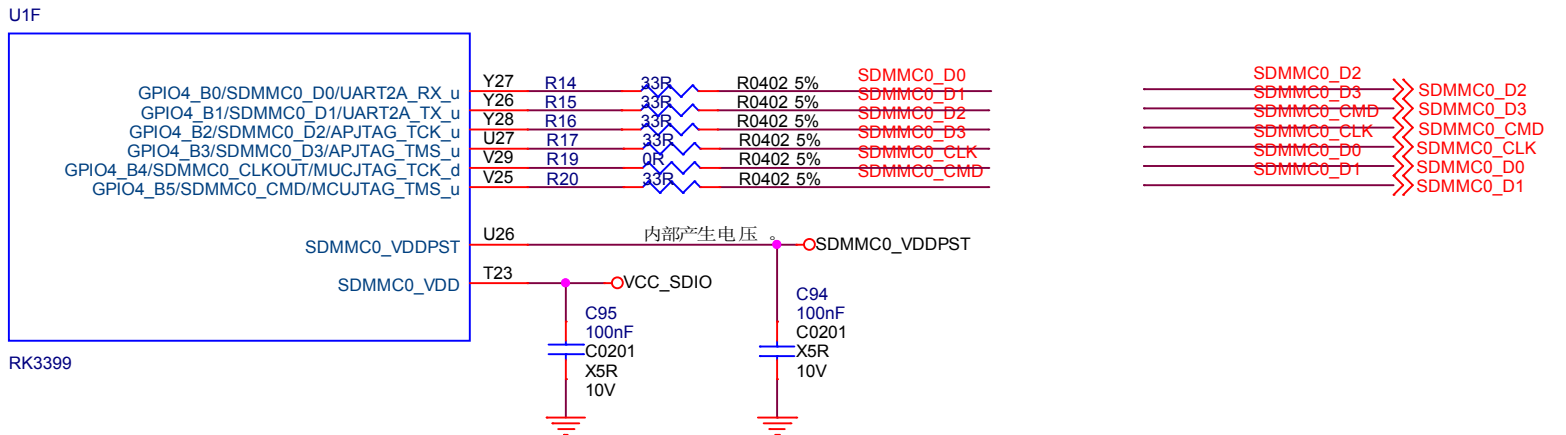 U1F
GPIO4_B0/SDMMC0_D0/UART2A_RX_u Y27 R14 33R R0402 5% SDMMC0_D0
GPIO4_B1/SDMMC0_D1/UART2A_TX_u Y26 R15 33R R0402 5% SDMMC0_D1
GPIO4_B2/SDMMC0_D2/APJTAG_TCK_u Y28 R16 33R R0402 5% SDMMC0_D2
GPIO4_B3/SDMMC0_D3/APJTAG_TMS_u U27 R17 33R R0402 5% SDMMC0_D3
GPIO4_B4/SDMMC0_CLKOUT/MUCJTAG_TCK_d V29 R19 0R R0402 5% SDMMC0_CLK
GPIO4_B5/SDMMC0_CMD/MCUJTAG_TMS_u V25 R20 33R R0402 5% SDMMC0_CMD
SDMMC0_D2 SDMMC0_D2
SDMMC0_D3 SDMMC0_D3
SDMMC0_CMD SDMMC0_CMD
SDMMC0_CLK SDMMC0_CLK
SDMMC0_D0 SDMMC0_D0
SDMMC0_D1 SDMMC0_D1
SDMMC0_VDDPST U26 内部产生电压 。 SDMMC0_VDDPST
SDMMC0_VDD T23 VCC_SDIO
C95
100nF
C0201
X5R
10V
C94
100nF
C0201
X5R
10V
RK3399